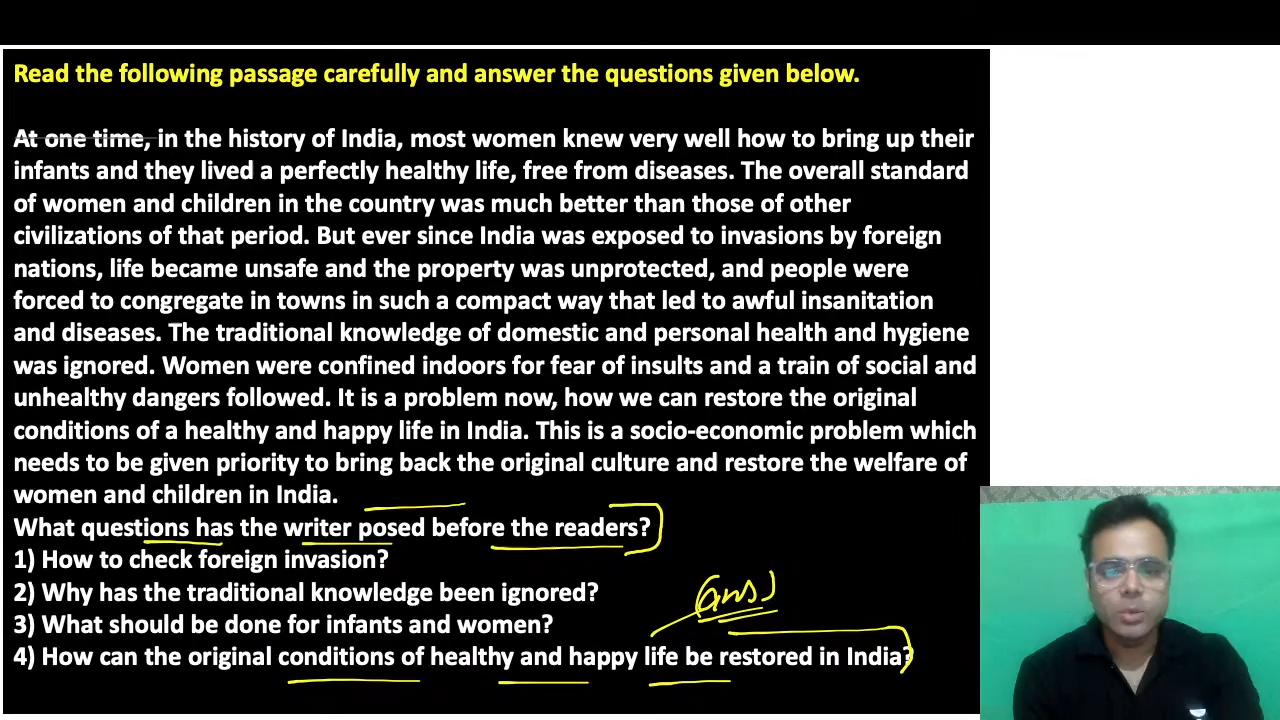 Read the following passage carefully and answer the questions given below.
At one time, in the history of India, most women knew very well how to bring up their
infants and they lived a perfectly healthy life, free from diseases. The overall standard
of women and children in the country was much better than those of other
civilizations of that period. But ever since India was exposed to invasions by foreign
nations, life became unsafe and the property was unprotected, and people were
forced to congregate in towns in such a compact way that led to awful insanitation
and diseases. The traditional knowledge of domestic and personal health and hygiene
was ignored. Women were confined indoors for fear of insults and a train of social and
unhealthy dangers followed. It is a problem now, how we can restore the original
conditions of a healthy and happy life in India. This is a socio-economic problem which
needs to be given priority to bring back the original culture and restore the welfare of
women and children in India.
What questions has the writer posed before the readers?
1) How to check foreign invasion?
2) Why has the traditional knowledge been ignored?
ans
3) What should be done for infants and women?
4) How can the original conditions of healthy and happy life be restored in India?